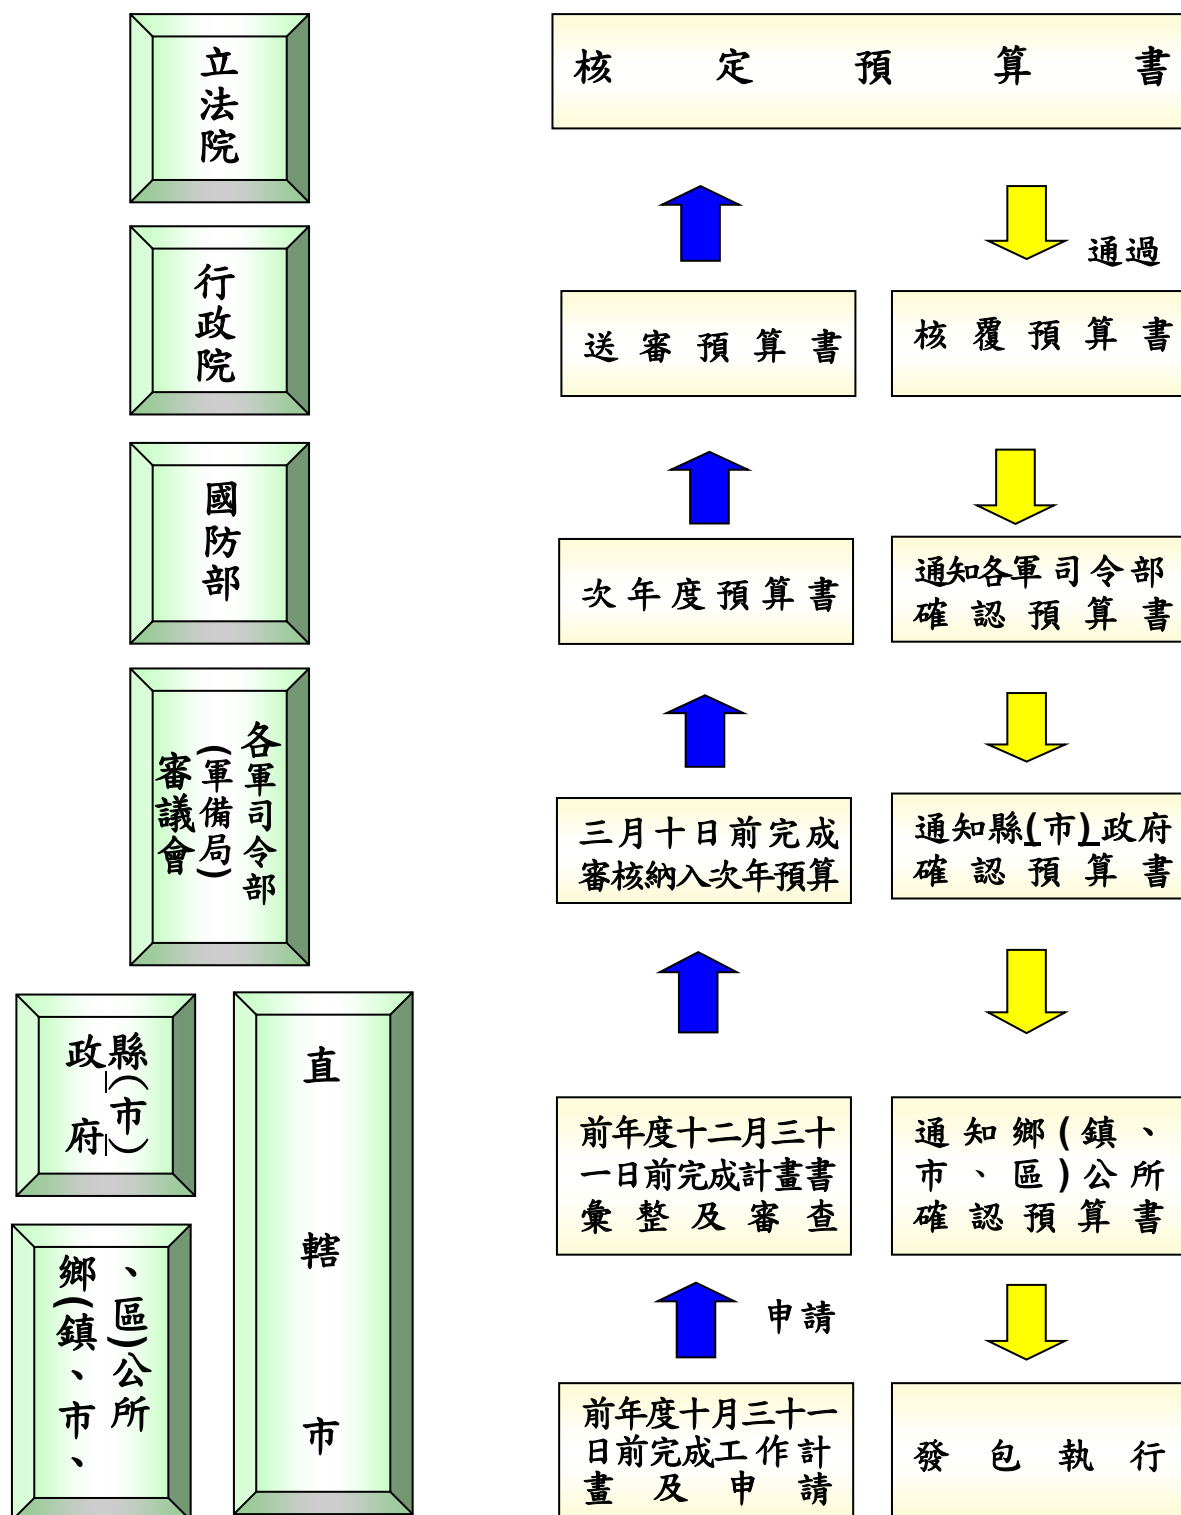 立法院
核定預算書
通過
行政院
送審預算書
核覆預算書
國防部
次年度預算書
通知各軍司令部
確認預算書
各軍司令部
(軍備局)
審議會
三月十日前完成
審核納入次年預算
通知縣(市)政府
確認預算書
縣(市)
政府
直轄市
前年度十二月三十
一日前完成計畫書
彙整及審查
通知鄉(鎮、
市、區)公所
確認預算書
申請
鄉(鎮、市、
、區)公所
前年度十月三十一
日前完成工作計
畫及申請
發包執行